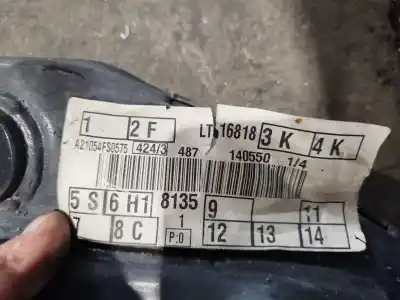 1 2 F LT 16818 3 K 4 K
A21054FS0575 424/3 487 140550 1/4
5 S 6 H1 8135 9 11
7 8 C 1 P:0 12 13 14